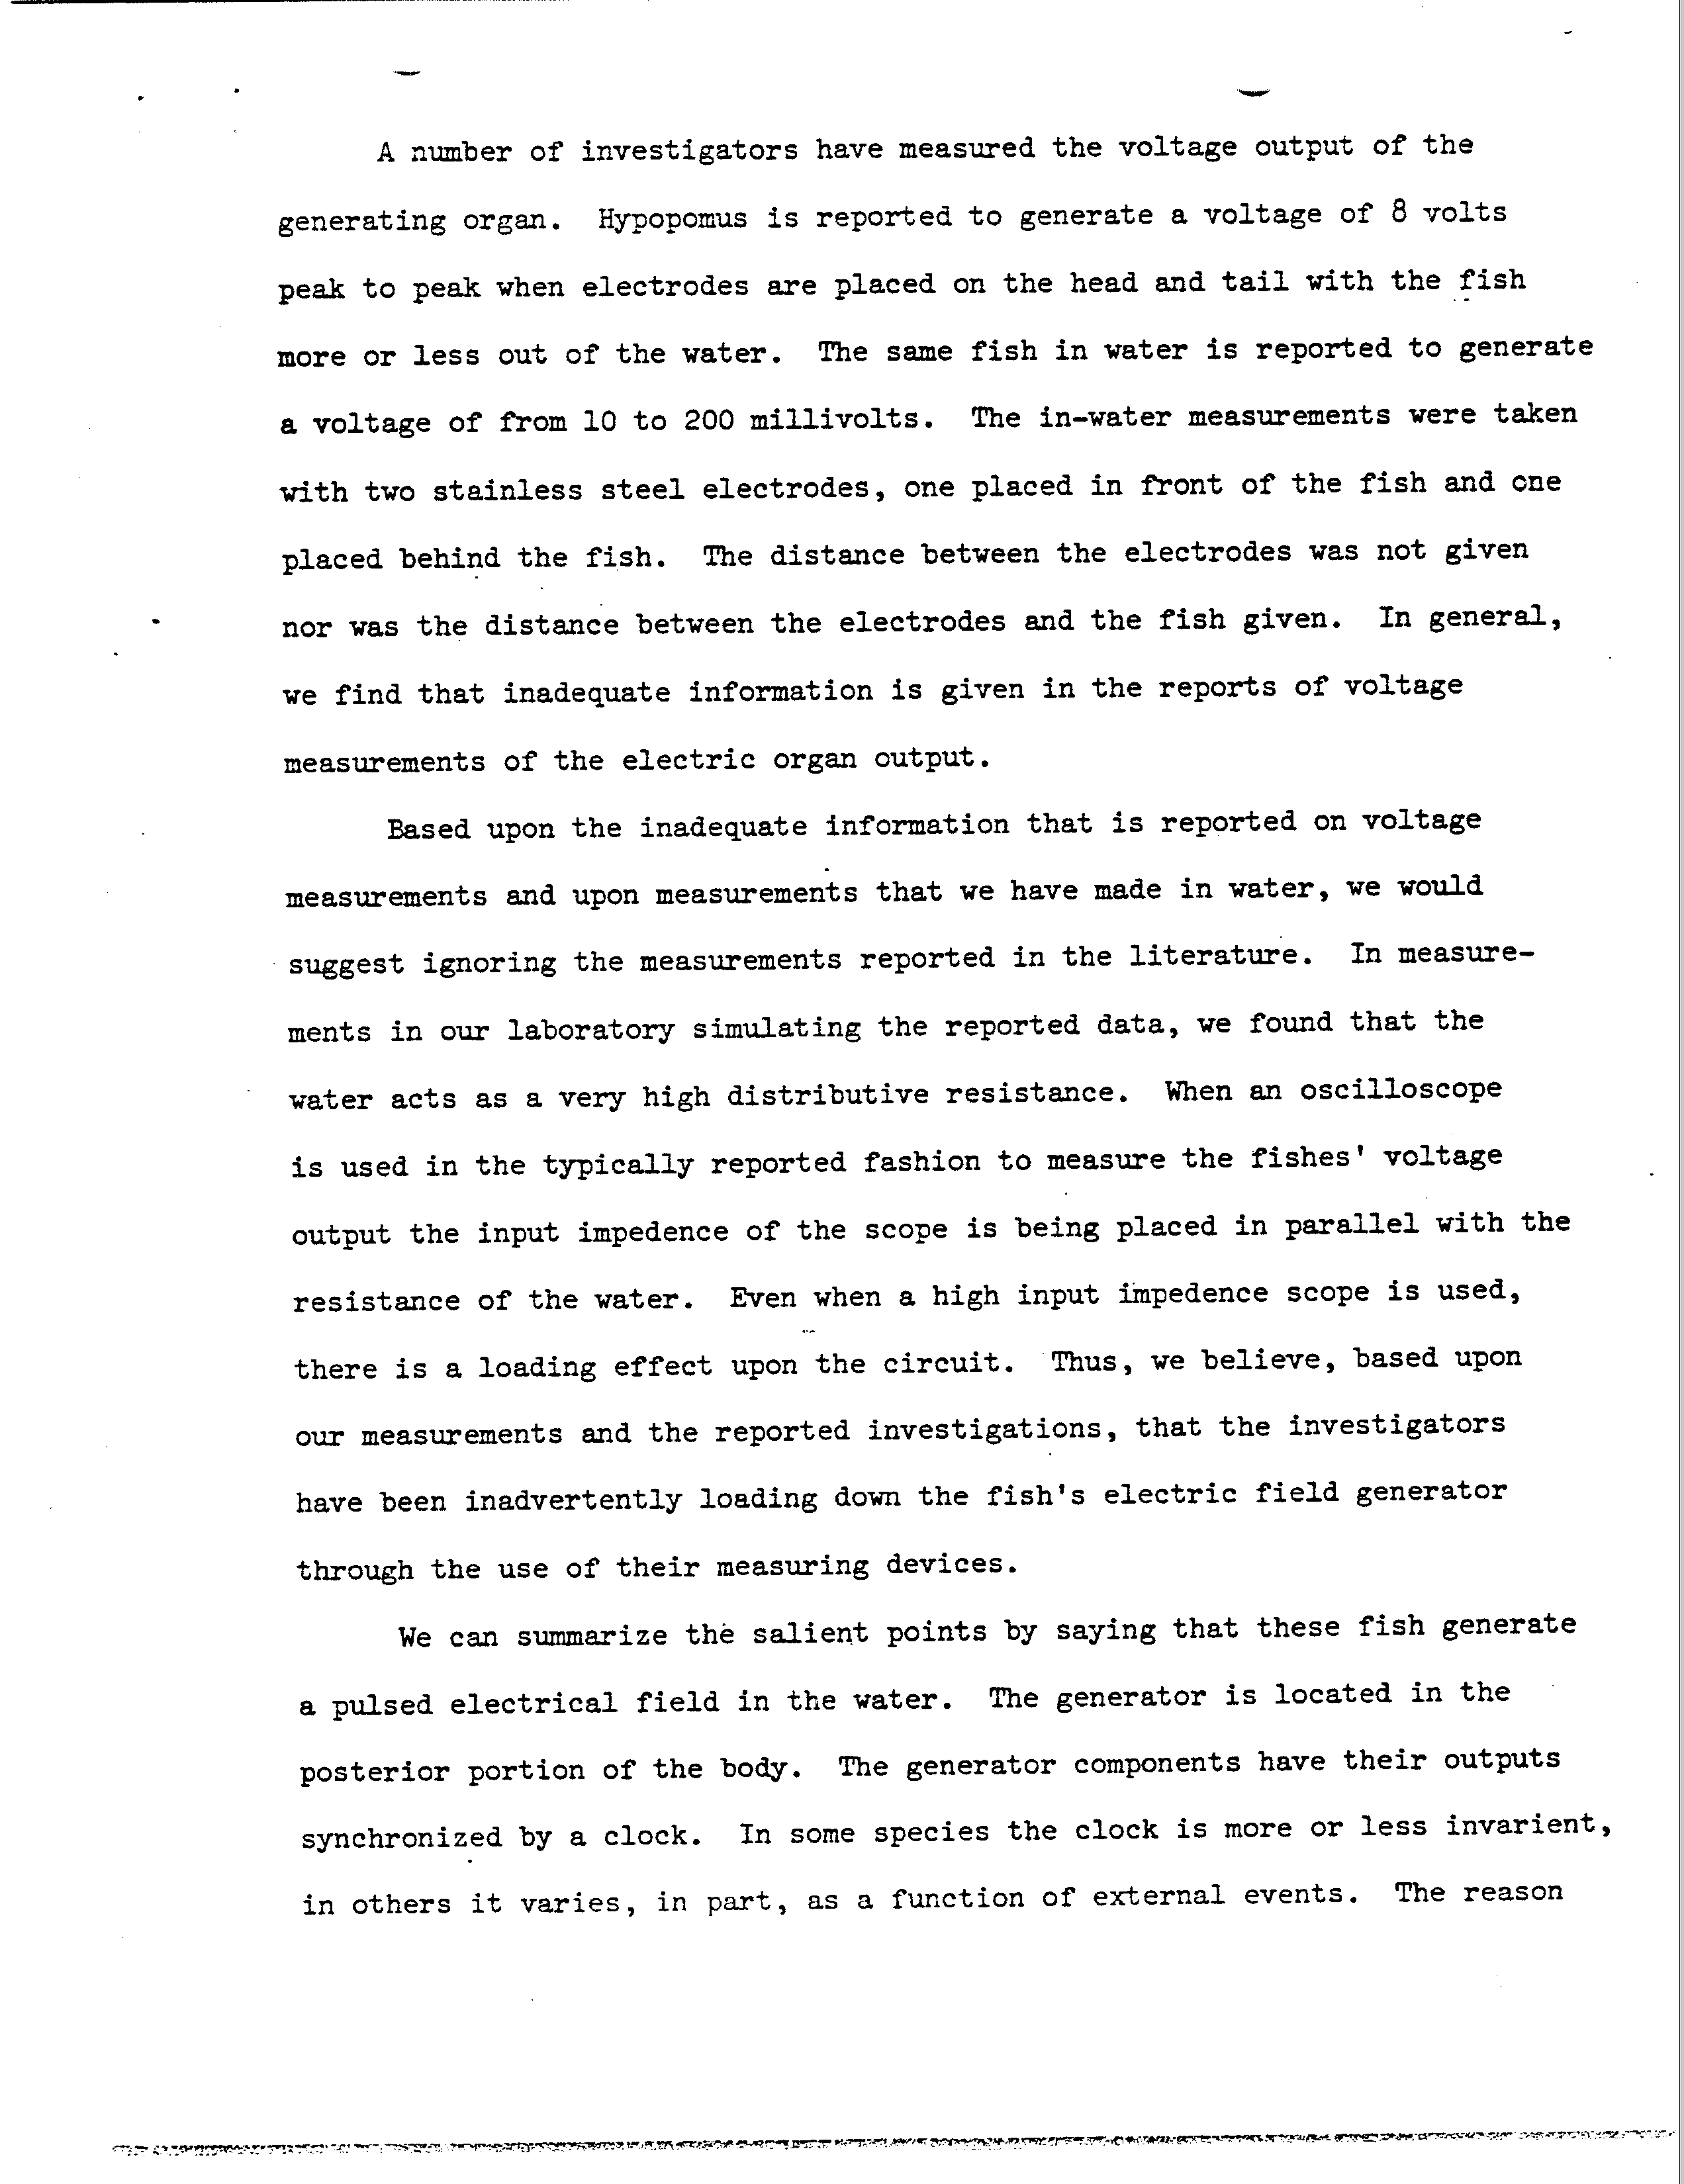 A number of investigators have measured the voltage output of the
generating organ. Hypopomus is reported to generate a voltage of 8 volts
peak to peak when electrodes are placed on the head and tail with the fish
more or less out of the water. The same fish in water is reported to generate
a voltage of from 10 to 200 millivolts. The in-water measurements were taken
with two stainless steel electrodes, one placed in front of the fish and one
placed behind the fish. The distance between the electrodes was not given
nor was the distance between the electrodes and the fish given. In general,
we find that inadequate information is given in the reports of voltage
measurements of the electric organ output.
Based upon the inadequate information that is reported on voltage
measurements and upon measurements that we have made in water, we would
suggest ignoring the measurements reported in the literature. In measure-
ments in our laboratory simulating the reported data, we found that the
water acts as a very high distributive resistance. When an oscilloscope
is used in the typically reported fashion to measure the fishes' voltage
output the input impedence of the scope is being placed in parallel with the
resistance of the water. Even when a high input impedence scope is used,
there is a loading effect upon the circuit. Thus, we believe, based upon
our measurements and the reported investigations, that the investigators
have been inadvertently loading down the fish's electric field generator
through the use of their measuring devices.
We can summarize the salient points by saying that these fish generate
a pulsed electrical field in the water. The generator is located in the
posterior portion of the body. The generator components have their outputs
synchronized by a clock. In some species the clock is more or less invarient,
in others it varies, in part, as a function of external events. The reason